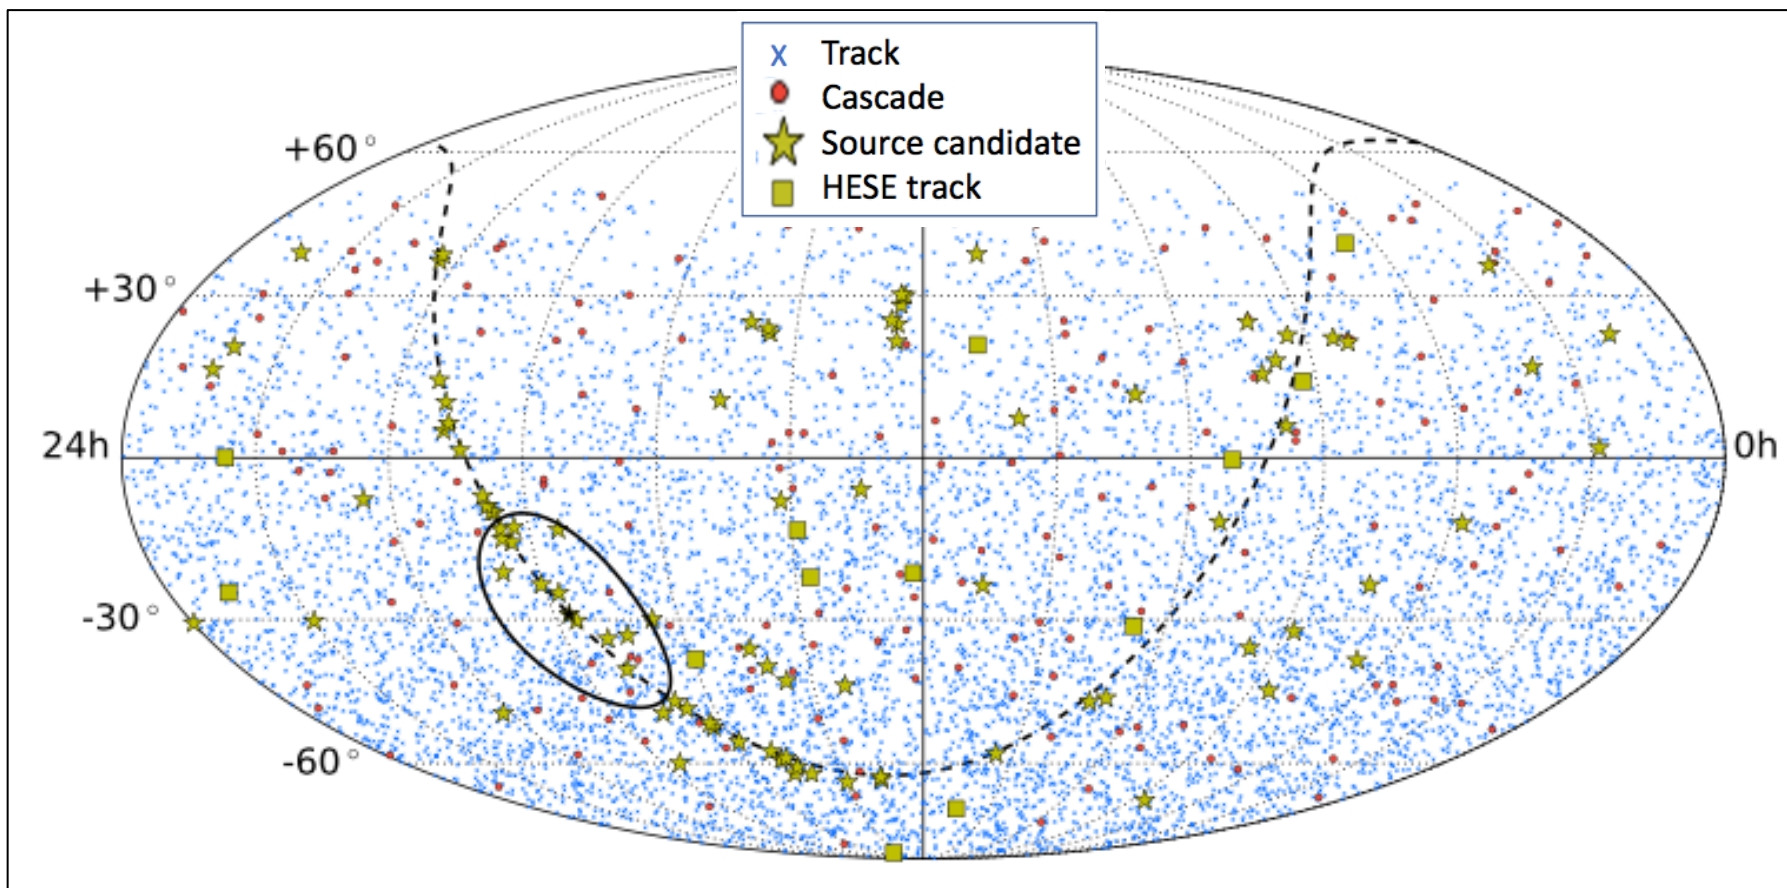 x Track
Cascade
Source candidate
HESE track
+60°
+30°
24h
0h
-30°
-60°